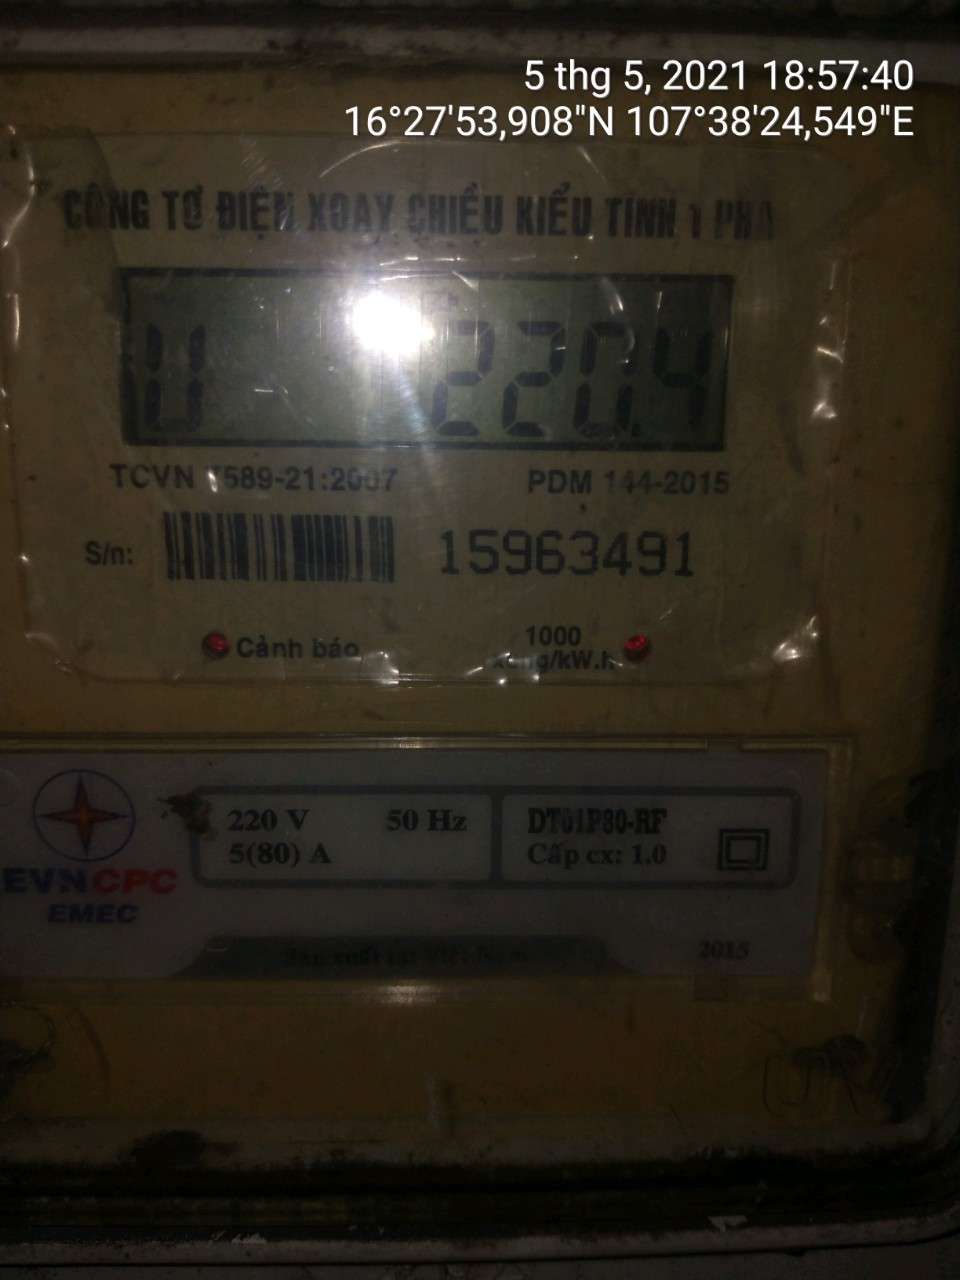 5 thg 5, 2021 18:57:40
16°27'53,908"N 107°38'24,549"E
CÔNG TƠ ĐIỆN XOAY CHIỀU KIỂU TĨNH 1 PHA
U 220.4
TCVN 7589-21:2007 PDM 144-2015
S/n: 15963491
Cảnh báo 1000
xung/kW.h
220 V 50 Hz DT01P80-RF
5(80) A Cấp cx: 1.0
EVNCPC
EMEC
2015